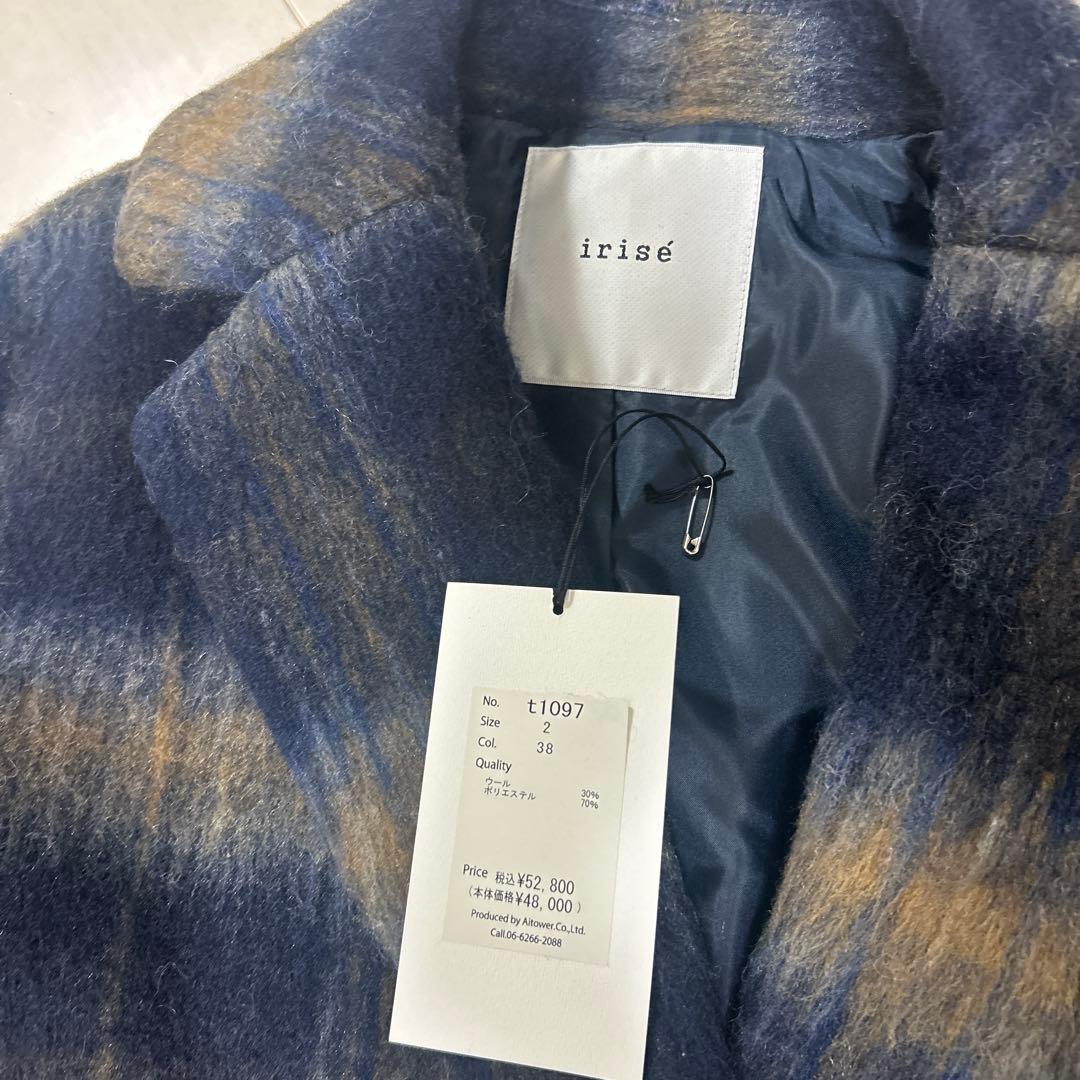 irisé
No. t1097
Size 2
Col. 38
Quality
ウール 30%
ポリエステル 70%
Price 税込¥52,800
(本体価格¥48,000)
Produced by Aitower.Co.,Ltd.
Call.06-6266-2088